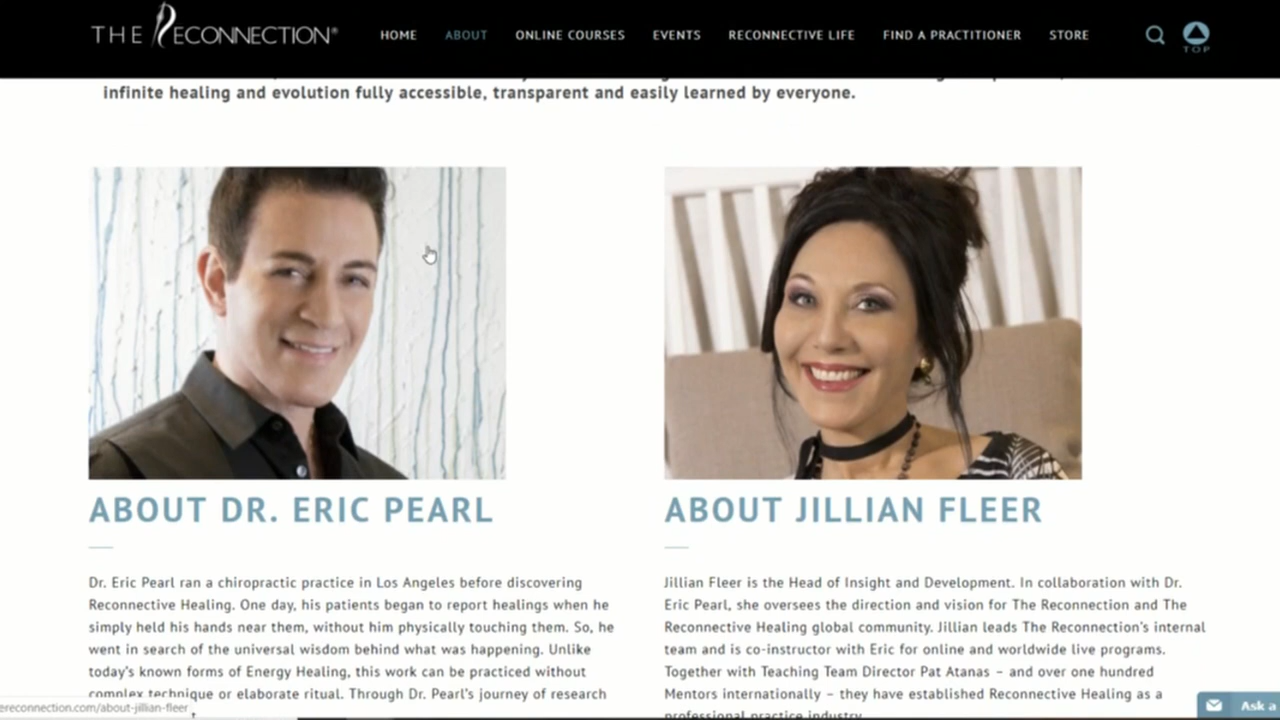 THE RECONNECTION®
HOME ABOUT ONLINE COURSES EVENTS RECONNECTIVE LIFE FIND A PRACTITIONER STORE
TOP
infinite healing and evolution fully accessible, transparent and easily learned by everyone.
ABOUT DR. ERIC PEARL
Dr. Eric Pearl ran a chiropractic practice in Los Angeles before discovering
Reconnective Healing. One day, his patients began to report healings when he
simply held his hands near them, without him physically touching them. So, he
went in search of the universal wisdom behind what was happening. Unlike
today's known forms of Energy Healing, this work can be practiced without
complex technique or elaborate ritual. Through Dr. Pearl's journey of research
ABOUT JILLIAN FLEER
Jillian Fleer is the Head of Insight and Development. In collaboration with Dr.
Eric Pearl, she oversees the direction and vision for The Reconnection and The
Reconnective Healing global community. Jillian leads The Reconnection's internal
team and is co-instructor with Eric for online and worldwide live programs.
Together with Teaching Team Director Pat Atanas – and over one hundred
Mentors internationally – they have established Reconnective Healing as a
professional practice industry
ereconnection.com/about-jillian-fleer
Ask a